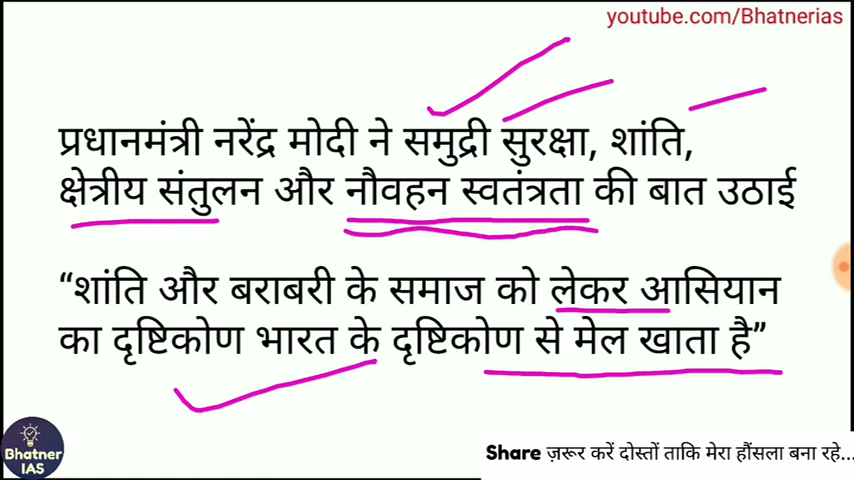 youtube.com/Bhatnerias
प्रधानमंत्री नरेंद्र मोदी ने समुद्री सुरक्षा, शांति,
क्षेत्रीय संतुलन और नौवहन स्वतंत्रता की बात उठाई
“शांति और बराबरी के समाज को लेकर आसियान
का दृष्टिकोण भारत के दृष्टिकोण से मेल खाता है”
Bhatner
IAS
Share ज़रूर करें दोस्तों ताकि मेरा हौंसला बना रहे...